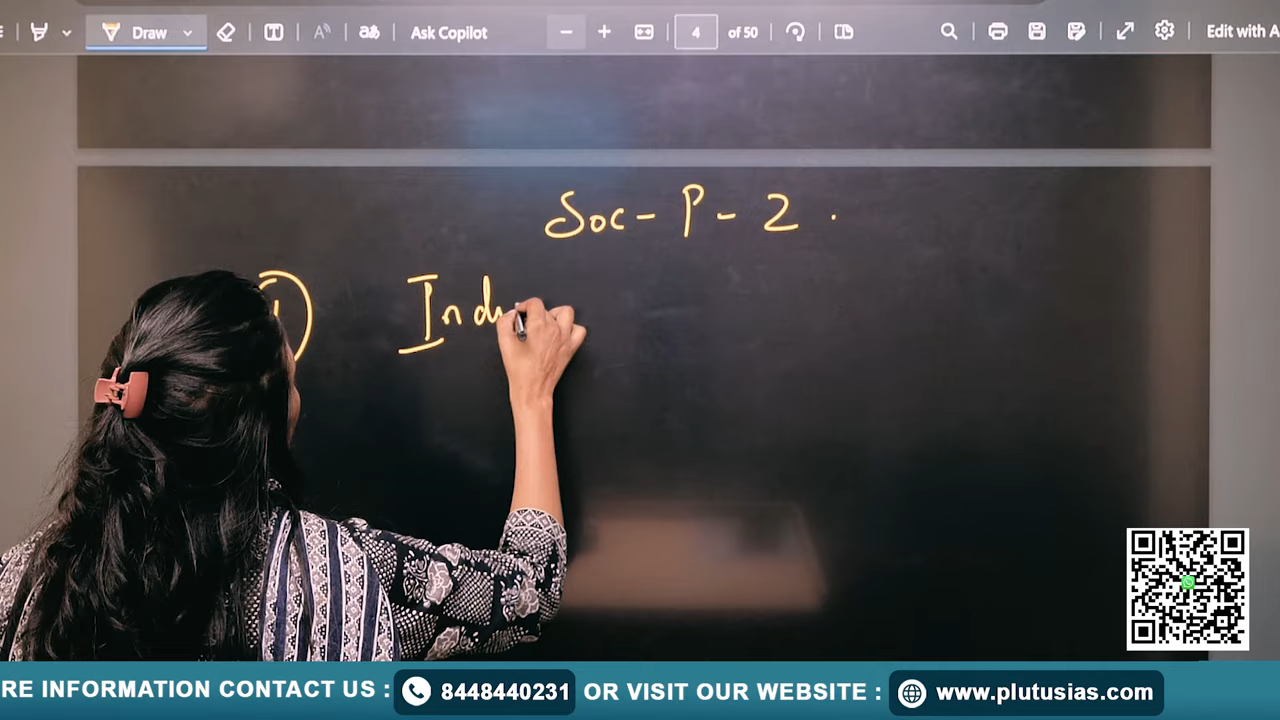 Draw Ask Copilot 4 of 50 Edit with A
Soc - P - 2 .
Ind
RE INFORMATION CONTACT US : 8448440231 OR VISIT OUR WEBSITE : www.plutusias.com